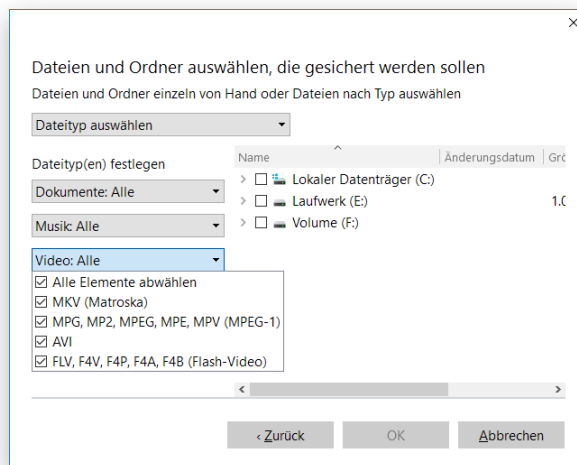 Dateien und Ordner auswählen, die gesichert werden sollen
Dateien und Ordner einzeln von Hand oder Dateien nach Typ auswählen
Dateityp auswählen
Dateityp(en) festlegen
Dokumente: Alle
Musik: Alle
Video: Alle
Alle Elemente abwählen
MKV (Matroska)
MPG, MP2, MPEG, MPE, MPV (MPEG-1)
AVI
FLV, F4V, F4P, F4A, F4B (Flash-Video)
Name Änderungsdatum Grö
Lokaler Datenträger (C:)
Laufwerk (E:) 1.0
Volume (F:)
‹ Zurück OK Abbrechen